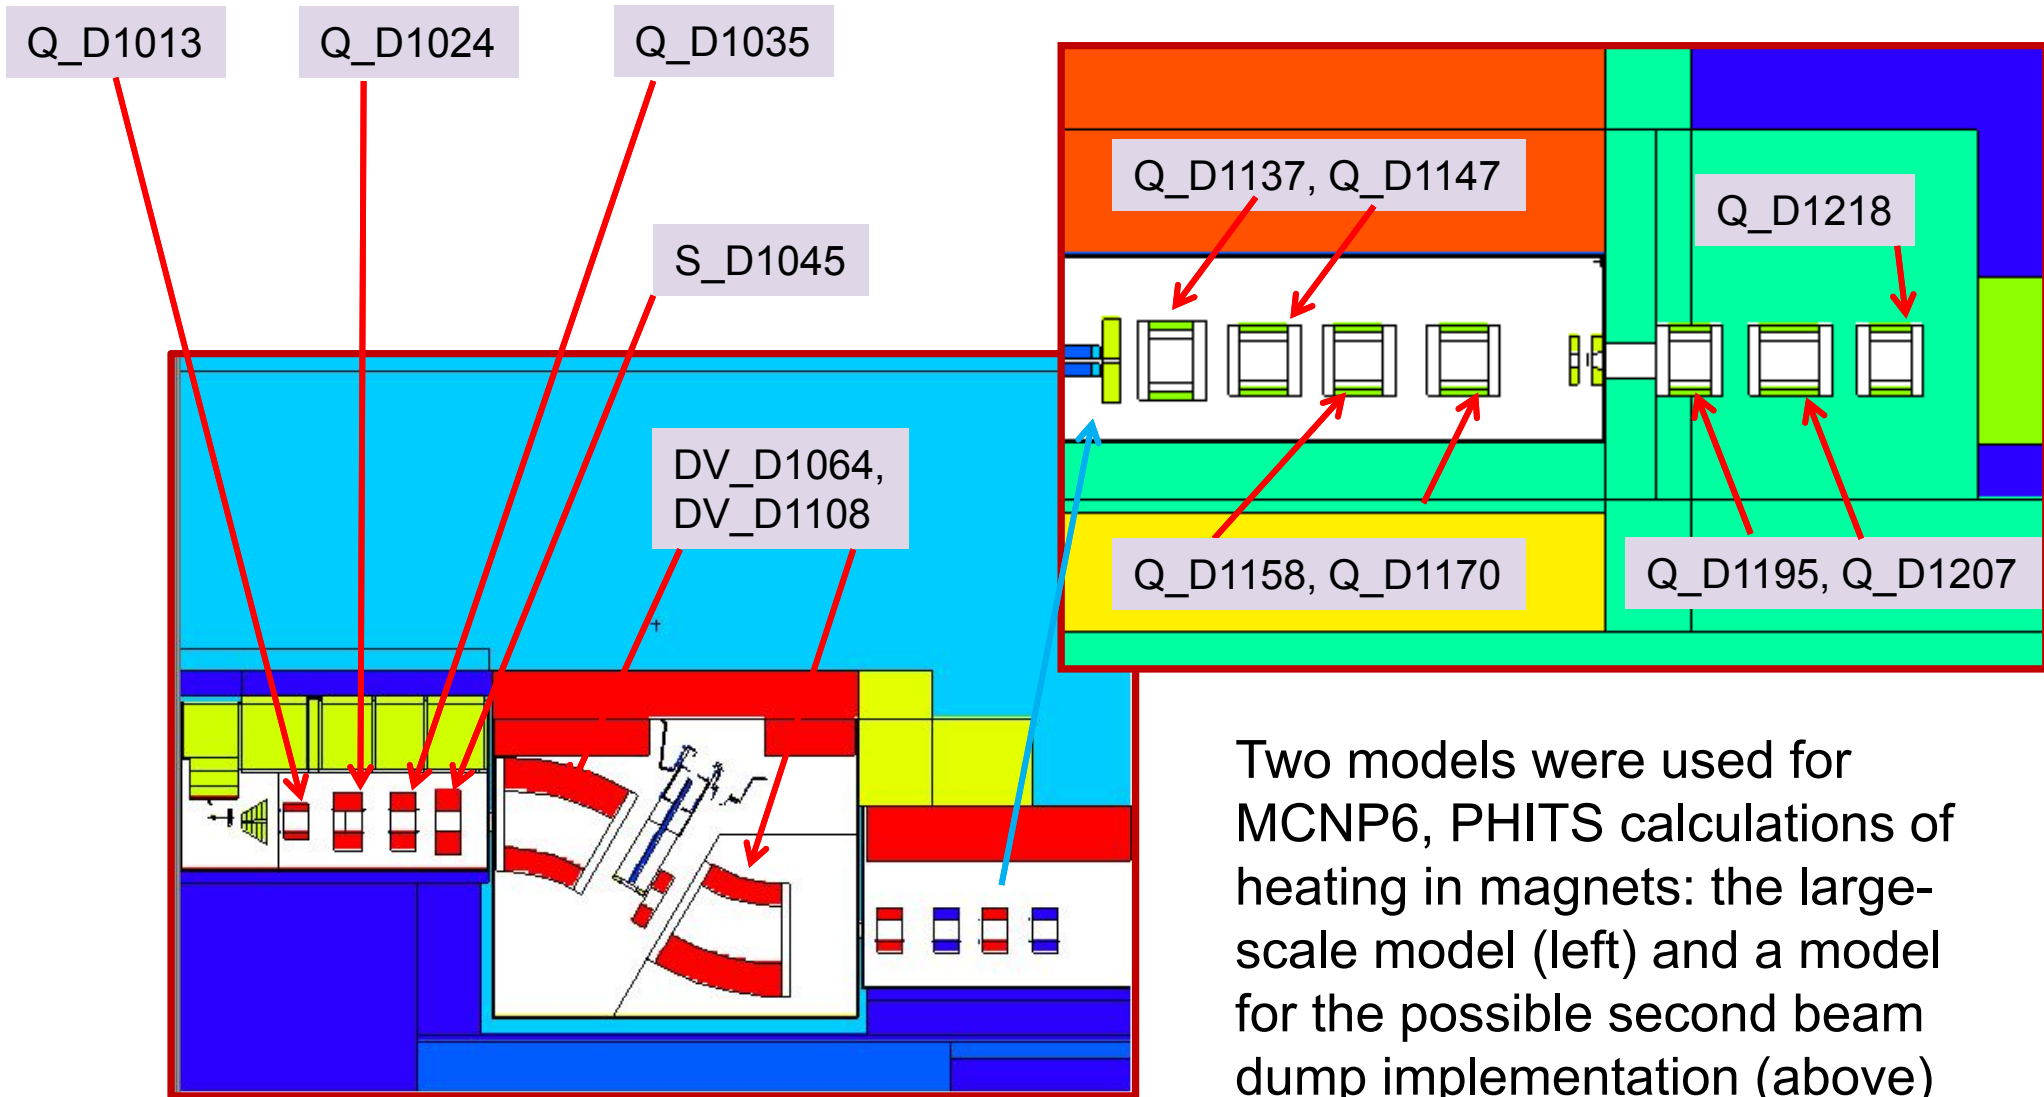 Q_D1013
Q_D1024
Q_D1035
Q_D1137, Q_D1147
Q_D1218
S_D1045
DV_D1064,
DV_D1108
Q_D1158, Q_D1170
Q_D1195, Q_D1207
Two models were used for
MCNP6, PHITS calculations of
heating in magnets: the large-
scale model (left) and a model
for the possible second beam
dump implementation (above)